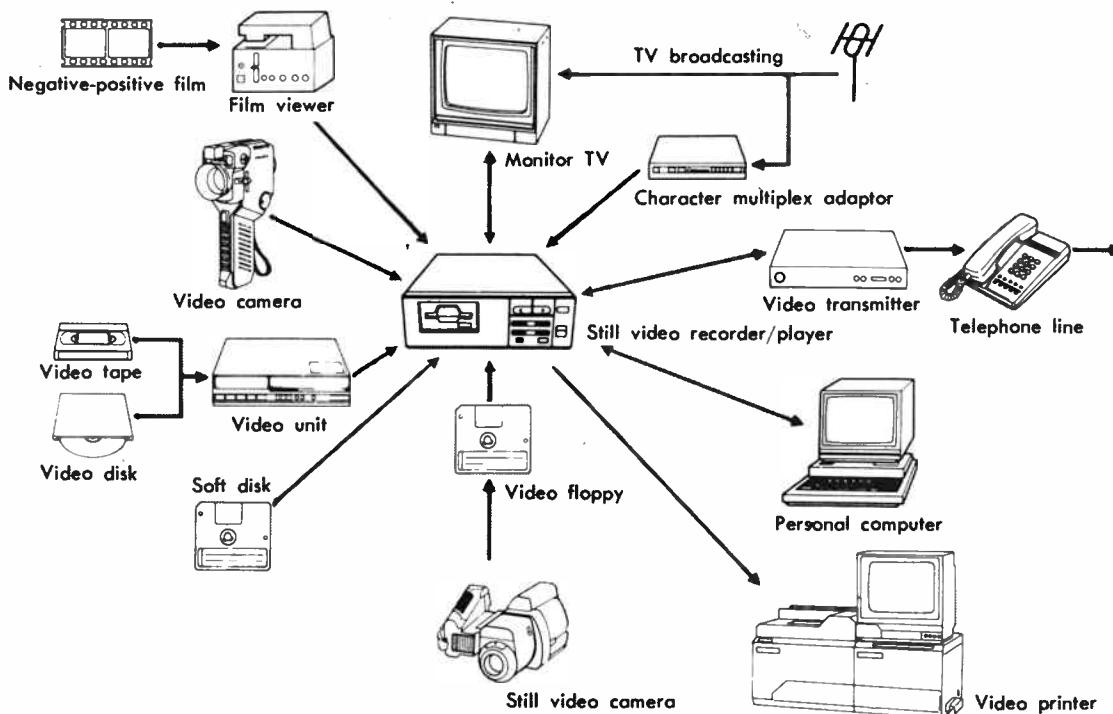 TV broadcasting
Negative-positive film
Film viewer
Monitor TV
Character multiplex adaptor
Video camera
Video transmitter
Telephone line
Still video recorder/player
Video tape
Video unit
Video disk
Soft disk
Video floppy
Personal computer
Still video camera
Video printer